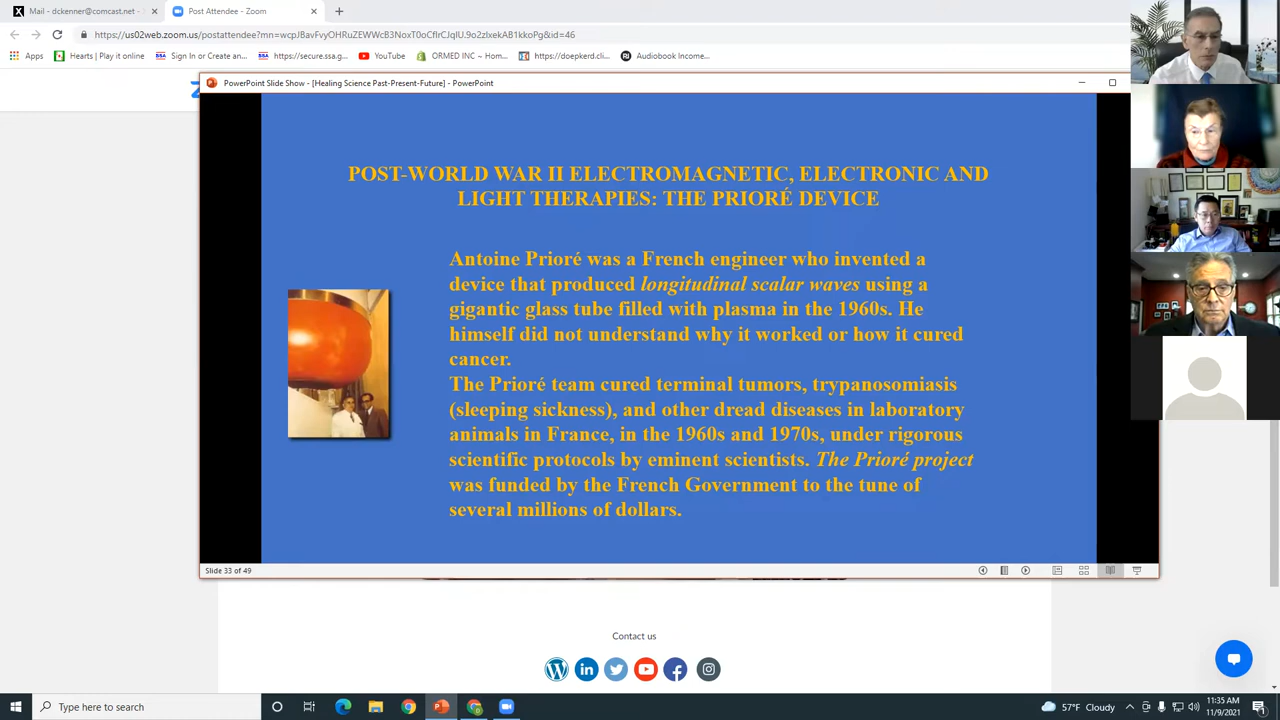 Mail - dckenner@comcast.net - X
Post Attendee - Zoom
us02web.zoom.us/postattendee?mn=wcpJBavFvyOHRuZEWWcB3NoxT0cflrCJqIU.9o2zIxekAB1kkoPg&id=46
Apps
Hearts | Play it online
Sign In or Create an...
https://secure.ssa.g...
YouTube
ORMED INC – Hom...
https://doepkerd.cli...
Audiobook Income...
PowerPoint Slide Show - [Healing Science Past-Present-Future] - PowerPoint
POST-WORLD WAR II ELECTROMAGNETIC, ELECTRONIC AND
LIGHT THERAPIES: THE PRIORÉ DEVICE
Antoine Prioré was a French engineer who invented a
device that produced longitudinal scalar waves using a
gigantic glass tube filled with plasma in the 1960s. He
himself did not understand why it worked or how it cured
cancer.
The Prioré team cured terminal tumors, trypanosomiasis
(sleeping sickness), and other dread diseases in laboratory
animals in France, in the 1960s and 1970s, under rigorous
scientific protocols by eminent scientists. The Prioré project
was funded by the French Government to the tune of
several millions of dollars.
Slide 33 of 49
Contact us
Type here to search
57°F Cloudy
11:35 AM
11/9/2021